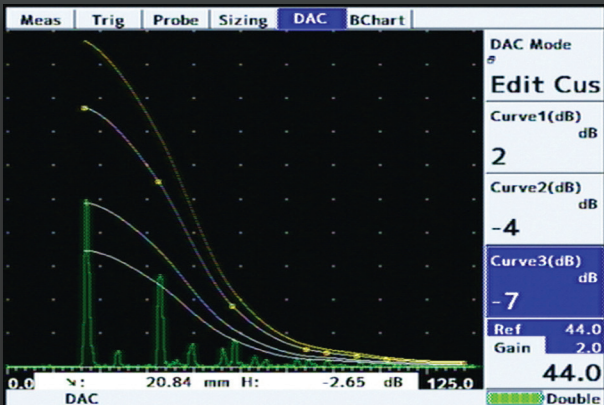 Meas Trig Probe Sizing DAC BChart
DAC Mode
Edit Cus
Curve1(dB)
dB
2
Curve2(dB)
dB
-4
Curve3(dB)
dB
-7
Ref 44.0
Gain 2.0
44.0
0.0 ↘: 20.84 mm H: -2.65 dB 125.0
DAC Double